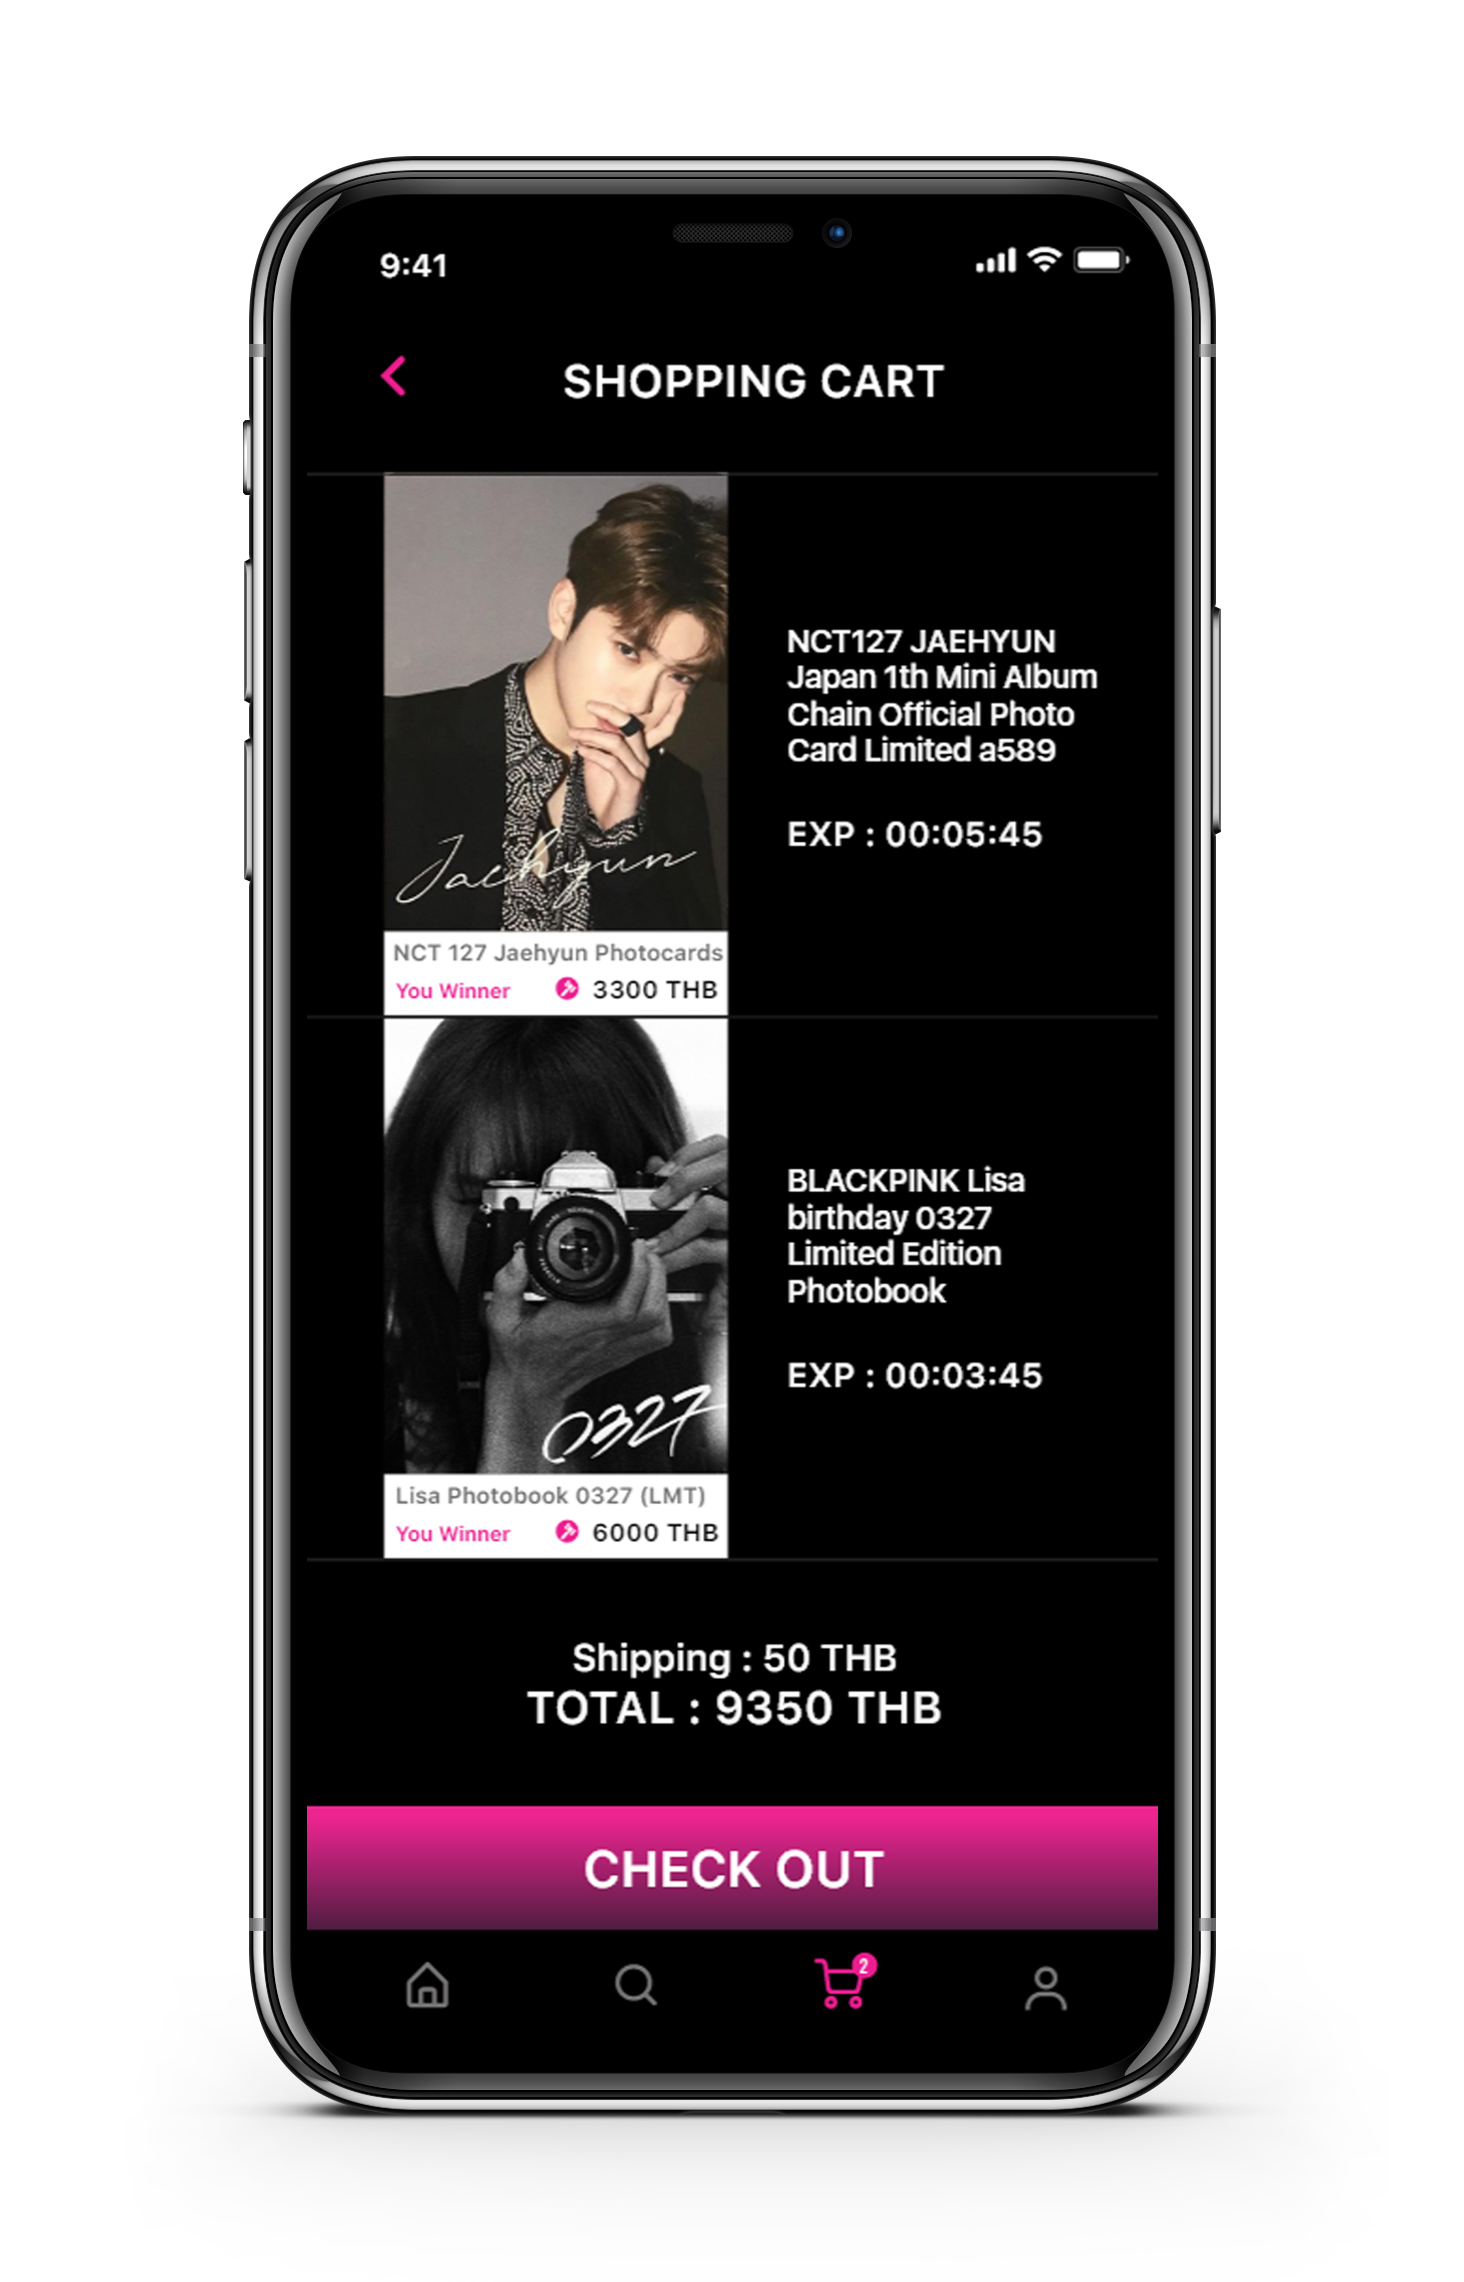 9:41
SHOPPING CART
Jaehyun
NCT 127 Jaehyun Photocards
You Winner 3300 THB
NCT127 JAEHYUN
Japan 1th Mini Album
Chain Official Photo
Card Limited a589
EXP : 00:05:45
0327
Lisa Photobook 0327 (LMT)
You Winner 6000 THB
BLACKPINK Lisa
birthday 0327
Limited Edition
Photobook
EXP : 00:03:45
Shipping : 50 THB
TOTAL : 9350 THB
CHECK OUT
2